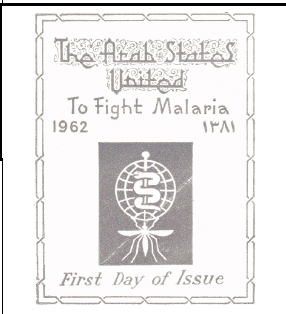 The Arab States
United
To Fight Malaria
1962 ١٣٨١
First Day of Issue